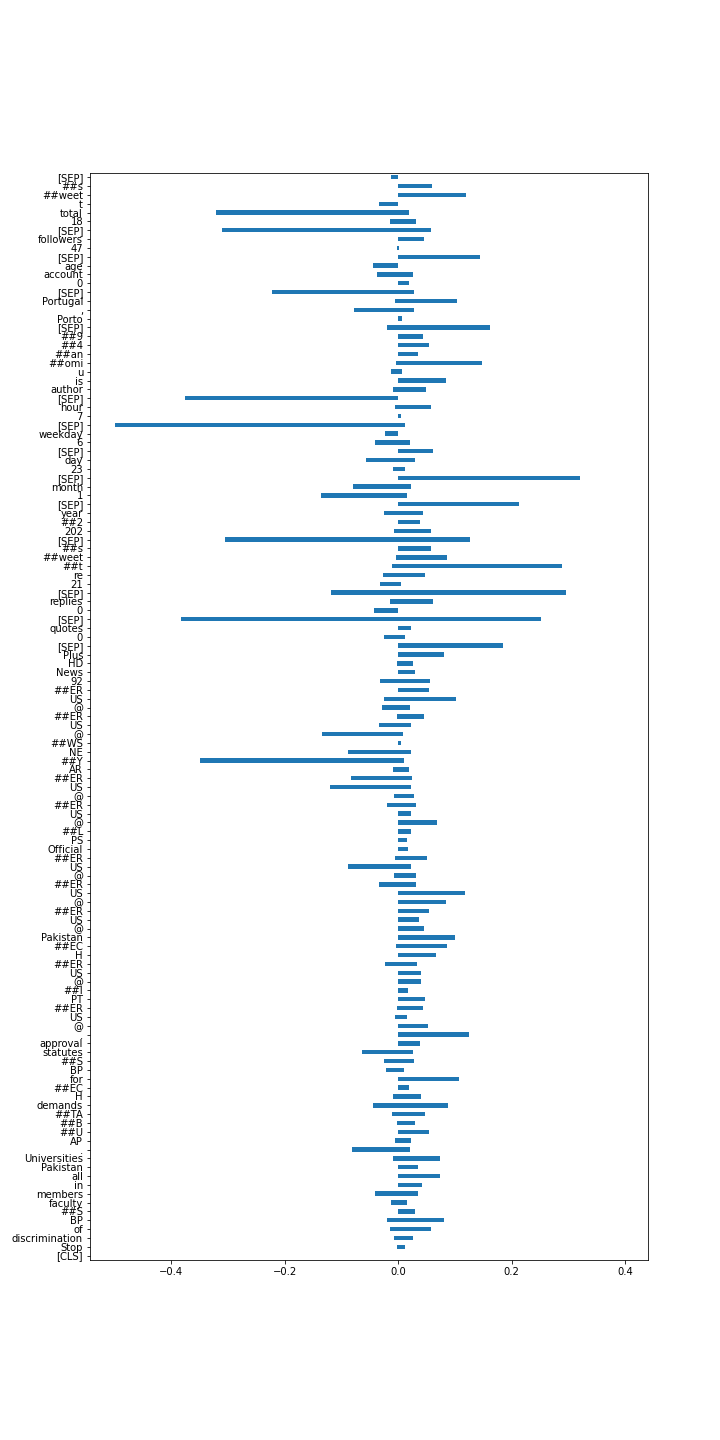 [SEP]
##s
##weet
t
total
18
[SEP]
followers
47
[SEP]
age
account
0
[SEP]
Portugal
,
Porto
[SEP]
##9
##4
##an
##omi
u
is
author
[SEP]
hour
7
[SEP]
weekday
6
[SEP]
day
23
[SEP]
month
1
[SEP]
year
##2
202
[SEP]
##s
##weet
##t
re
21
[SEP]
replies
0
[SEP]
quotes
0
[SEP]
Plus
HD
News
92
##ER
US
@
##ER
US
@
##WS
NE
##Y
AR
##ER
US
@
##ER
US
@
##L
PS
Official
##ER
US
@
##ER
US
@
##ER
US
@
Pakistan
##EC
H
##ER
US
@
##I
PT
##ER
US
@
.
approval
statutes
##S
BP
for
##EC
H
demands
##TA
##B
##U
AP
.
Universities
Pakistan
all
in
members
faculty
##S
BP
of
discrimination
Stop
[CLS]
−0.4 −0.2 0.0 0.2 0.4